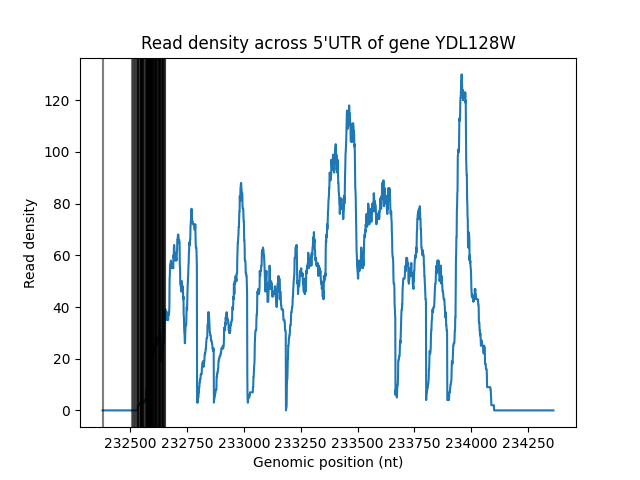 Read density across 5'UTR of gene YDL128W
120
100
80
60
40
20
0
Read density
232500 232750 233000 233250 233500 233750 234000 234250
Genomic position (nt)